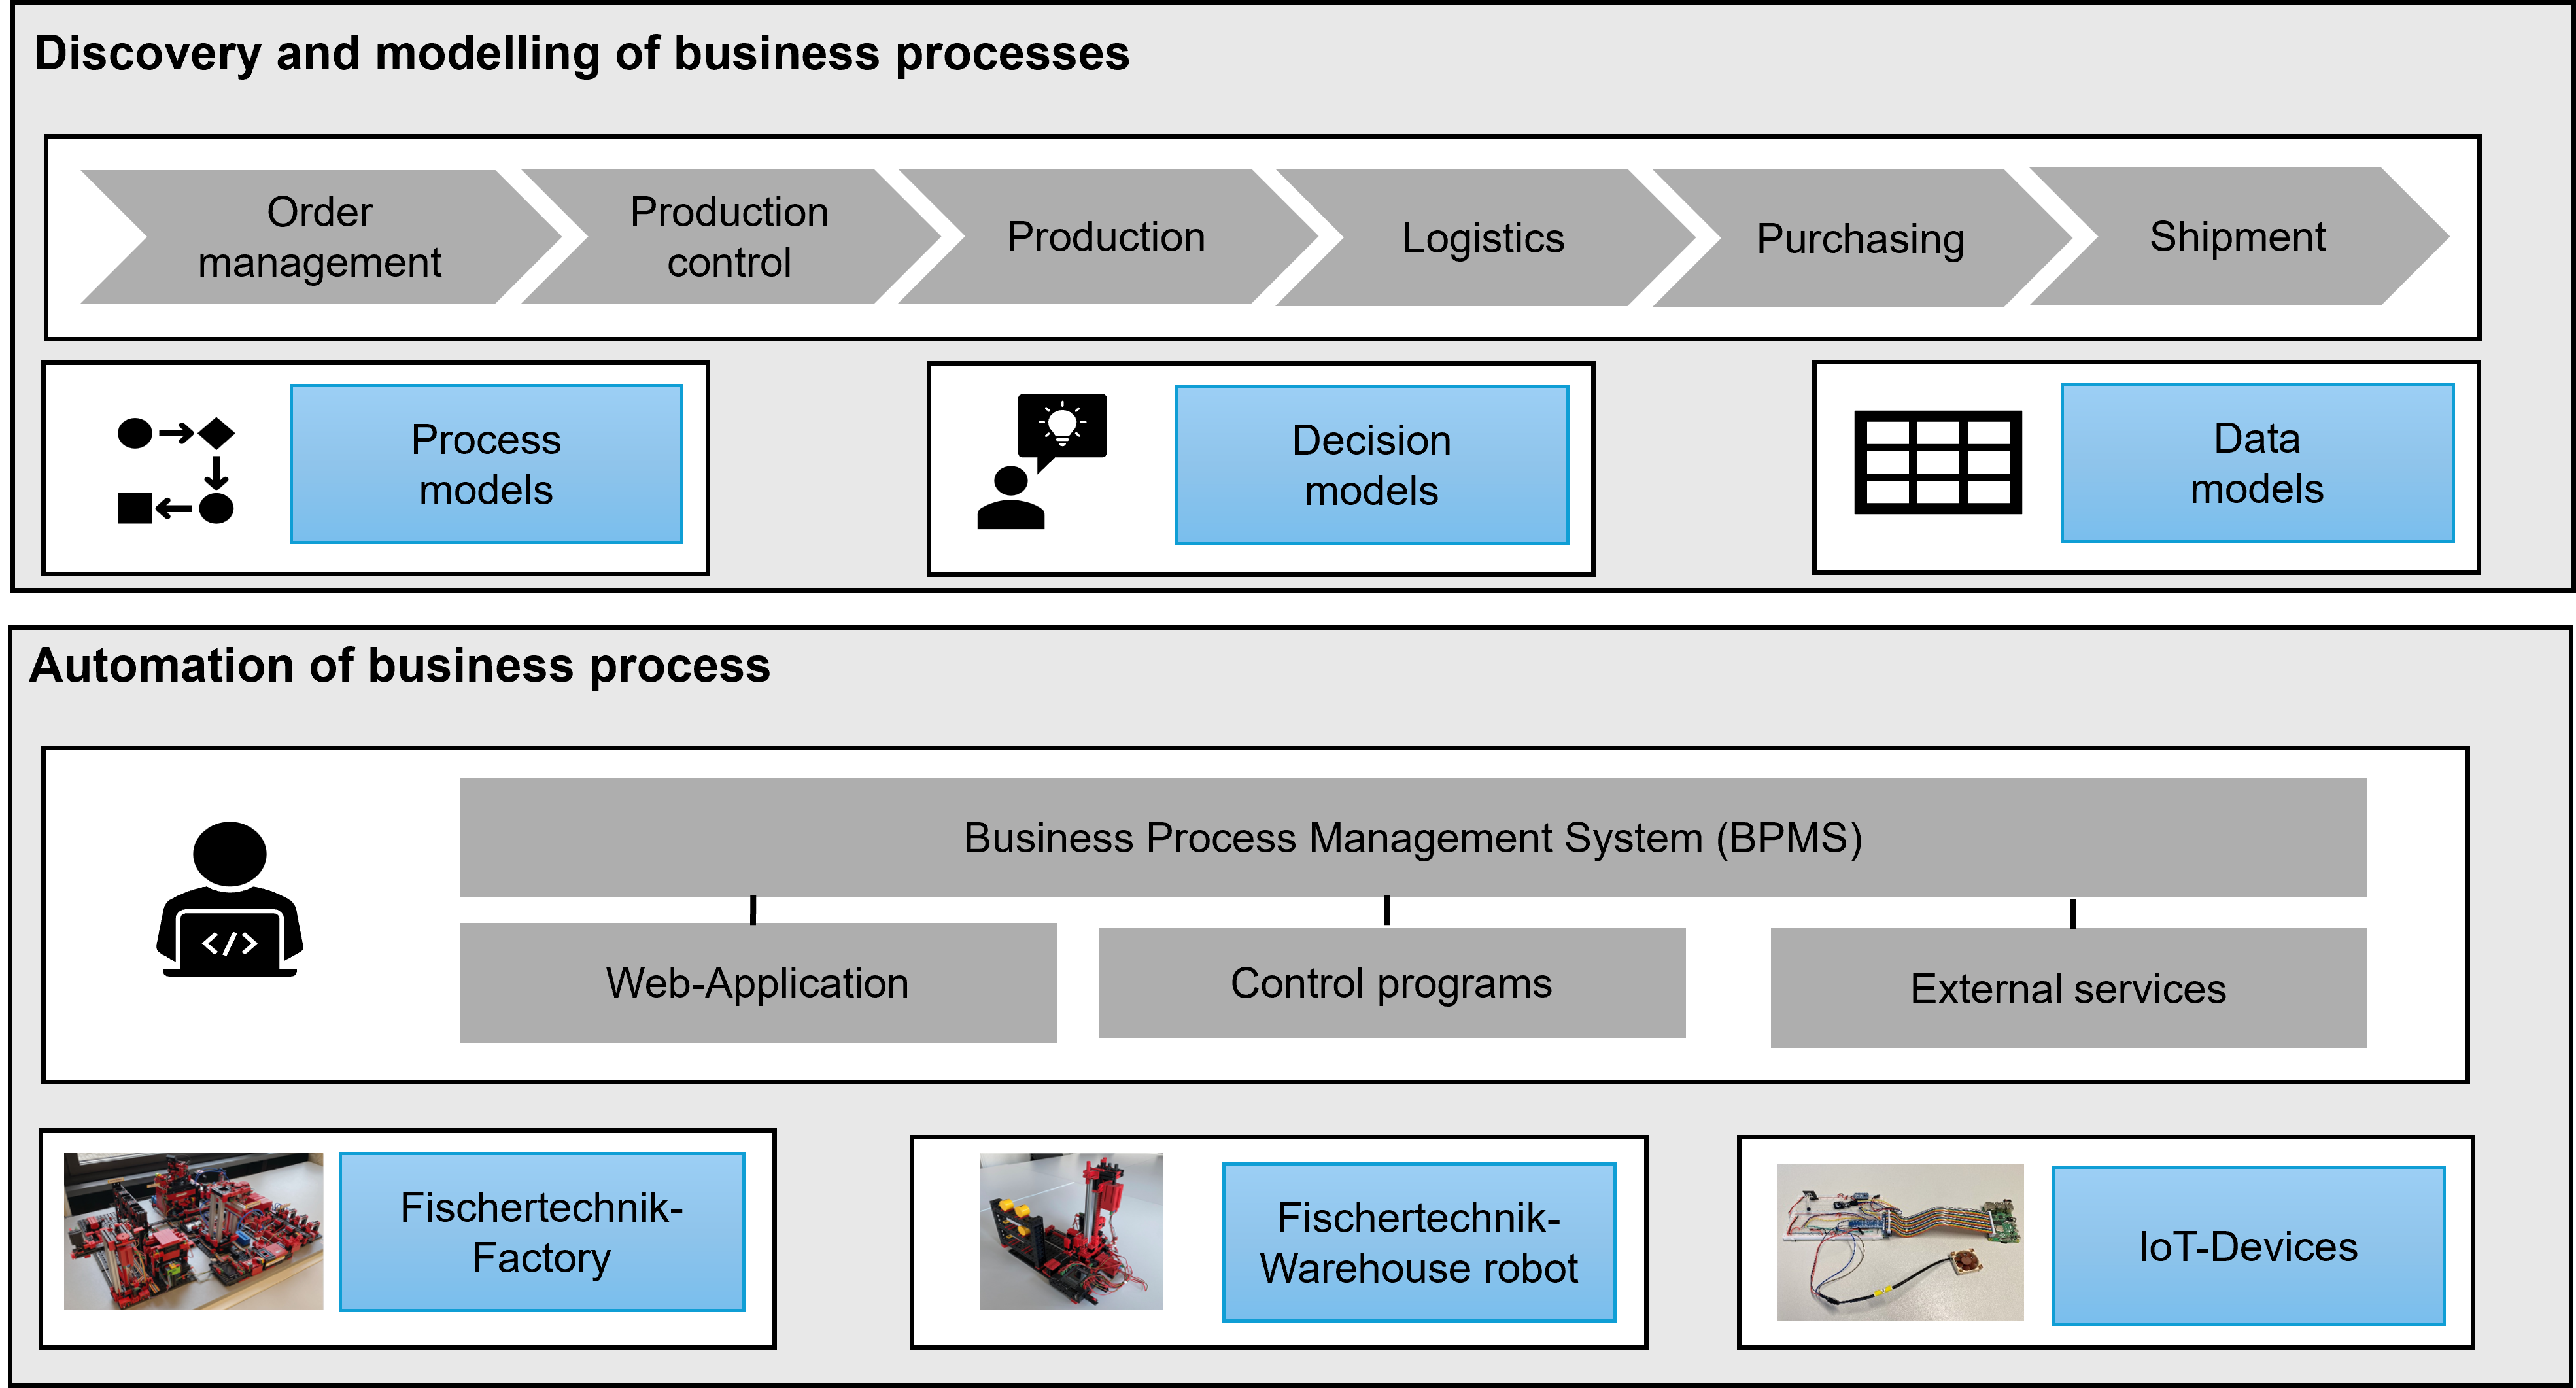 Discovery and modelling of business processes
Order
management
Production
control
Production
Logistics
Purchasing
Shipment
Process
models
Decision
models
Data
models
Automation of business process
Business Process Management System (BPMS)
</>
Web-Application
Control programs
External services
Fischertechnik-
Factory
Fischertechnik-
Warehouse robot
IoT-Devices